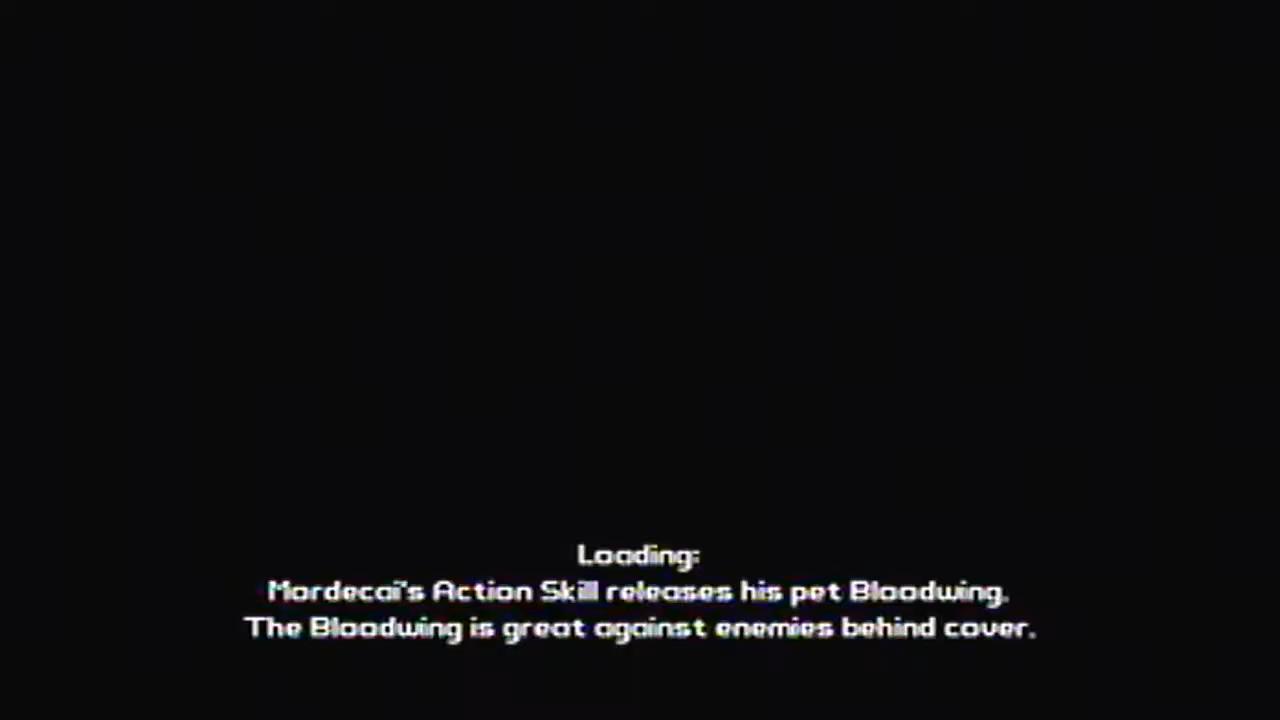 Loading:
Mordecai's Action Skill releases his pet Bloodwing.
The Bloodwing is great against enemies behind cover.